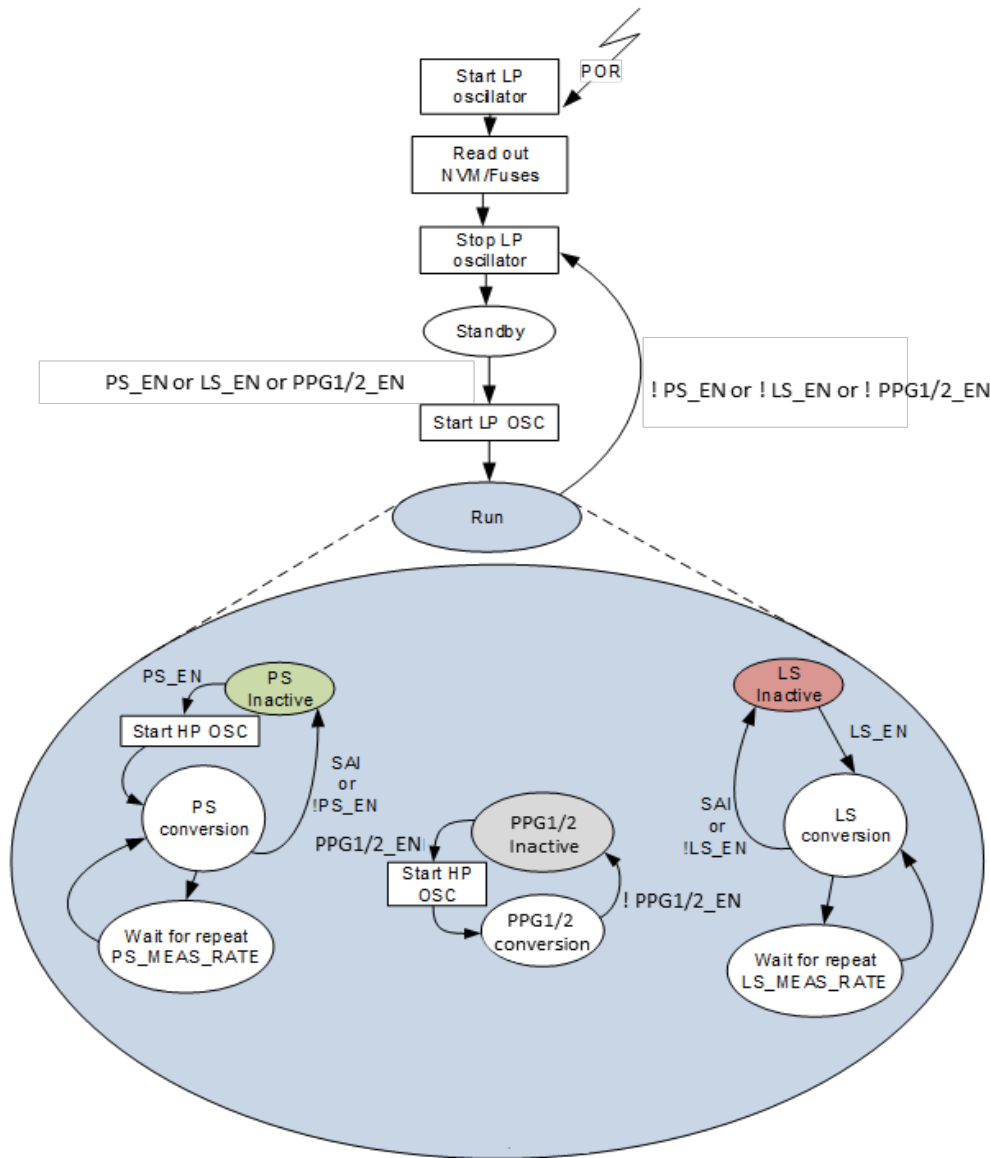 POR
Start LP
oscillator
Read out
NVM/Fuses
Stop LP
oscillator
Standby
PS_EN or LS_EN or PPG1/2_EN
! PS_EN or ! LS_EN or ! PPG1/2_EN
Start LP OSC
Run
PS_EN
PS
Inactive
Start HP OSC
SAI
or
!PS_EN
PS
conversion
Wait for repeat
PS_MEAS_RATE
PPG1/2_EN
PPG1/2
Inactive
Start HP
OSC
! PPG1/2_EN
PPG1/2
conversion
LS
Inactive
LS_EN
SAI
or
!LS_EN
LS
conversion
Wait for repeat
LS_MEAS_RATE